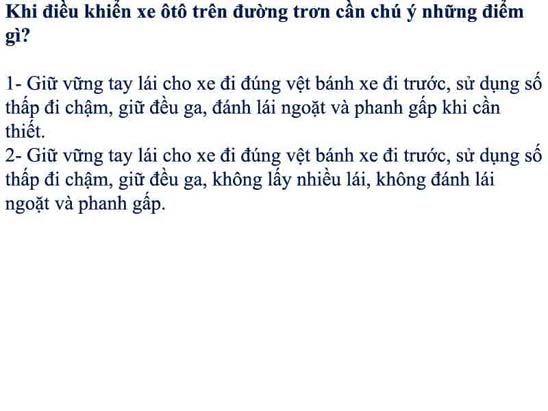 Khi điều khiển xe ôtô trên đường trơn cần chú ý những điểm
gì?
1- Giữ vững tay lái cho xe đi đúng vệt bánh xe đi trước, sử dụng số
thấp đi chậm, giữ đều ga, đánh lái ngoặt và phanh gấp khi cần
thiết.
2- Giữ vững tay lái cho xe đi đúng vệt bánh xe đi trước, sử dụng số
thấp đi chậm, giữ đều ga, không lấy nhiều lái, không đánh lái
ngoặt và phanh gấp.